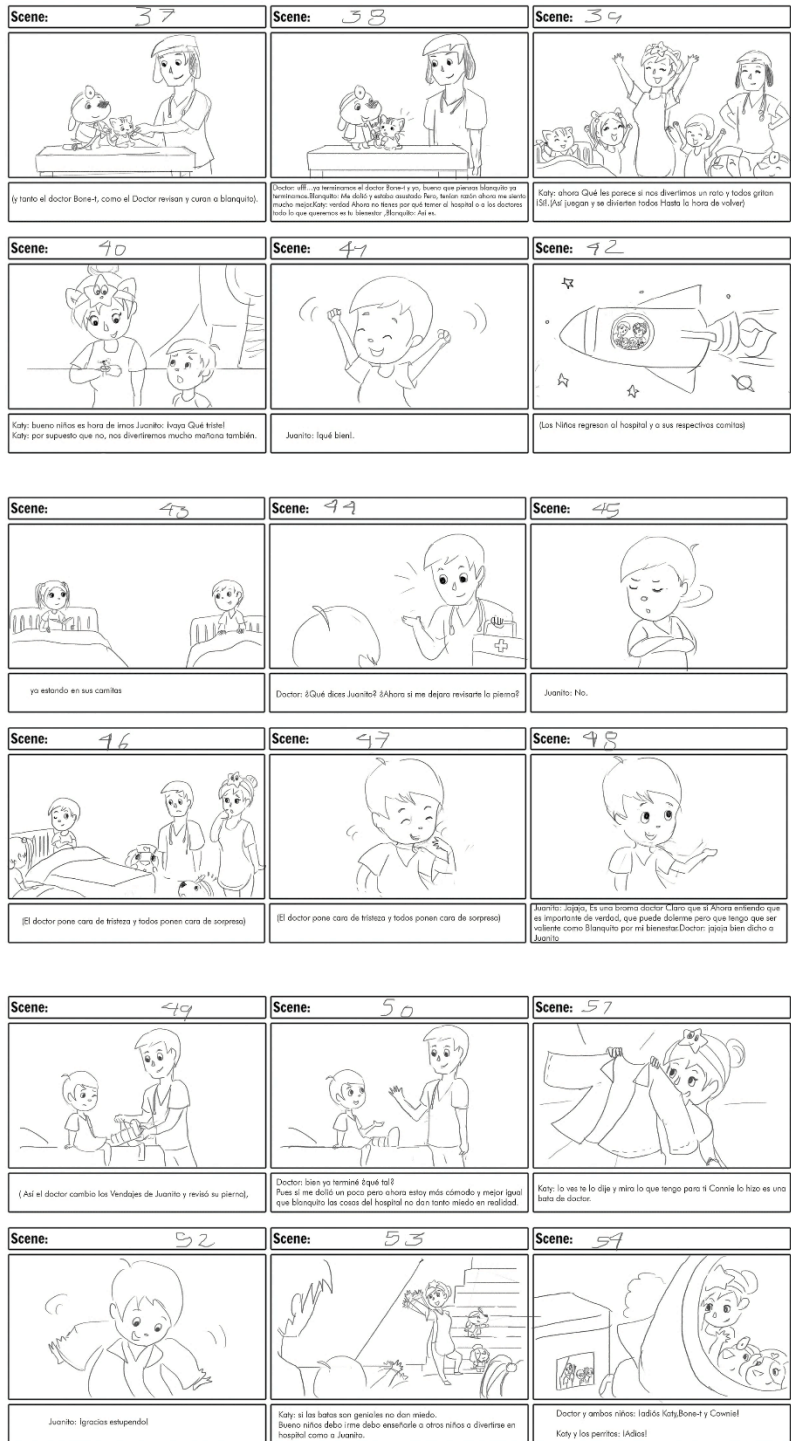 Scene: 37
Scene: 38
Scene: 39
(y tanto el doctor Bone-t, como el Doctor revisan y curan a blanquito).
Doctor: ufff...ya terminamos el doctor Bone-t y yo, bueno que piensas blanquito ya
terminamos.Blanquito: Me dolió y estaba asustado Pero, tenían razón ahora me siento
mucho mejor.Katy: verdad Ahora no tienes por qué temer al hospital o a los doctores
todo lo que queremos es tu bienestar ,Blanquito: Asi es.
Katy: ahora Qué les parece si nos divertimos un rato y todos gritan
¡Sí!.(Así juegan y se divierten todos Hasta la hora de volver)
Scene: 40
Scene: 41
Scene: 42
Katy: bueno niños es hora de irnos Juanito: ¡vaya Qué triste!
Katy: por supuesto que no, nos divertiremos mucho mañana también.
Juanito: ¡qué bien!.
(Los Niños regresan al hospital y a sus respectivas camitas)
Scene: 43
Scene: 44
Scene: 45
ya estando en sus camitas
Doctor: ¿Qué dices Juanito? ¿Ahora si me dejara revisarte la pierna?
Juanito: No.
Scene: 46
Scene: 47
Scene: 48
(El doctor pone cara de tristeza y todos ponen cara de sorpresa)
(El doctor pone cara de tristeza y todos ponen cara de sorpresa)
Juanito: Jajaja, Es una broma doctor Claro que si Ahora entiendo que
es importante de verdad, que puede dolerme pero que tengo que ser
valiente como Blanquito por mi bienestar.Doctor: jajaja bien dicho a
Juanito
Scene: 49
Scene: 50
Scene: 51
( Así el doctor cambio los Vendajes de Juanito y revisó su pierna),
Doctor: bien ya terminé ¿qué tal?
Pues si me dolió un poco pero ahora estoy más cómodo y mejor igual
que blanquito las cosas del hospital no dan tanto miedo en realidad.
Katy: lo ves te lo dije y mira lo que tengo para ti Connie lo hizo es una
bata de doctor.
Scene: 52
Scene: 53
Scene: 54
Juanito: ¡gracias estupendo!
Katy: si las batas son geniales no dan miedo.
Bueno niños debo irme debo enseñarle a otros niños a divertirse en
hospital como a Juanito.
Doctor y ambos niños: ¡adiós Katy,Bone-t y Cownie!
Katy y los perritos: ¡Adios!